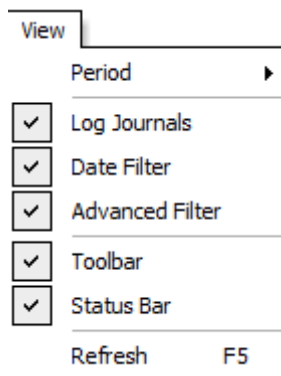 View
Period
Log Journals
Date Filter
Advanced Filter
Toolbar
Status Bar
Refresh F5